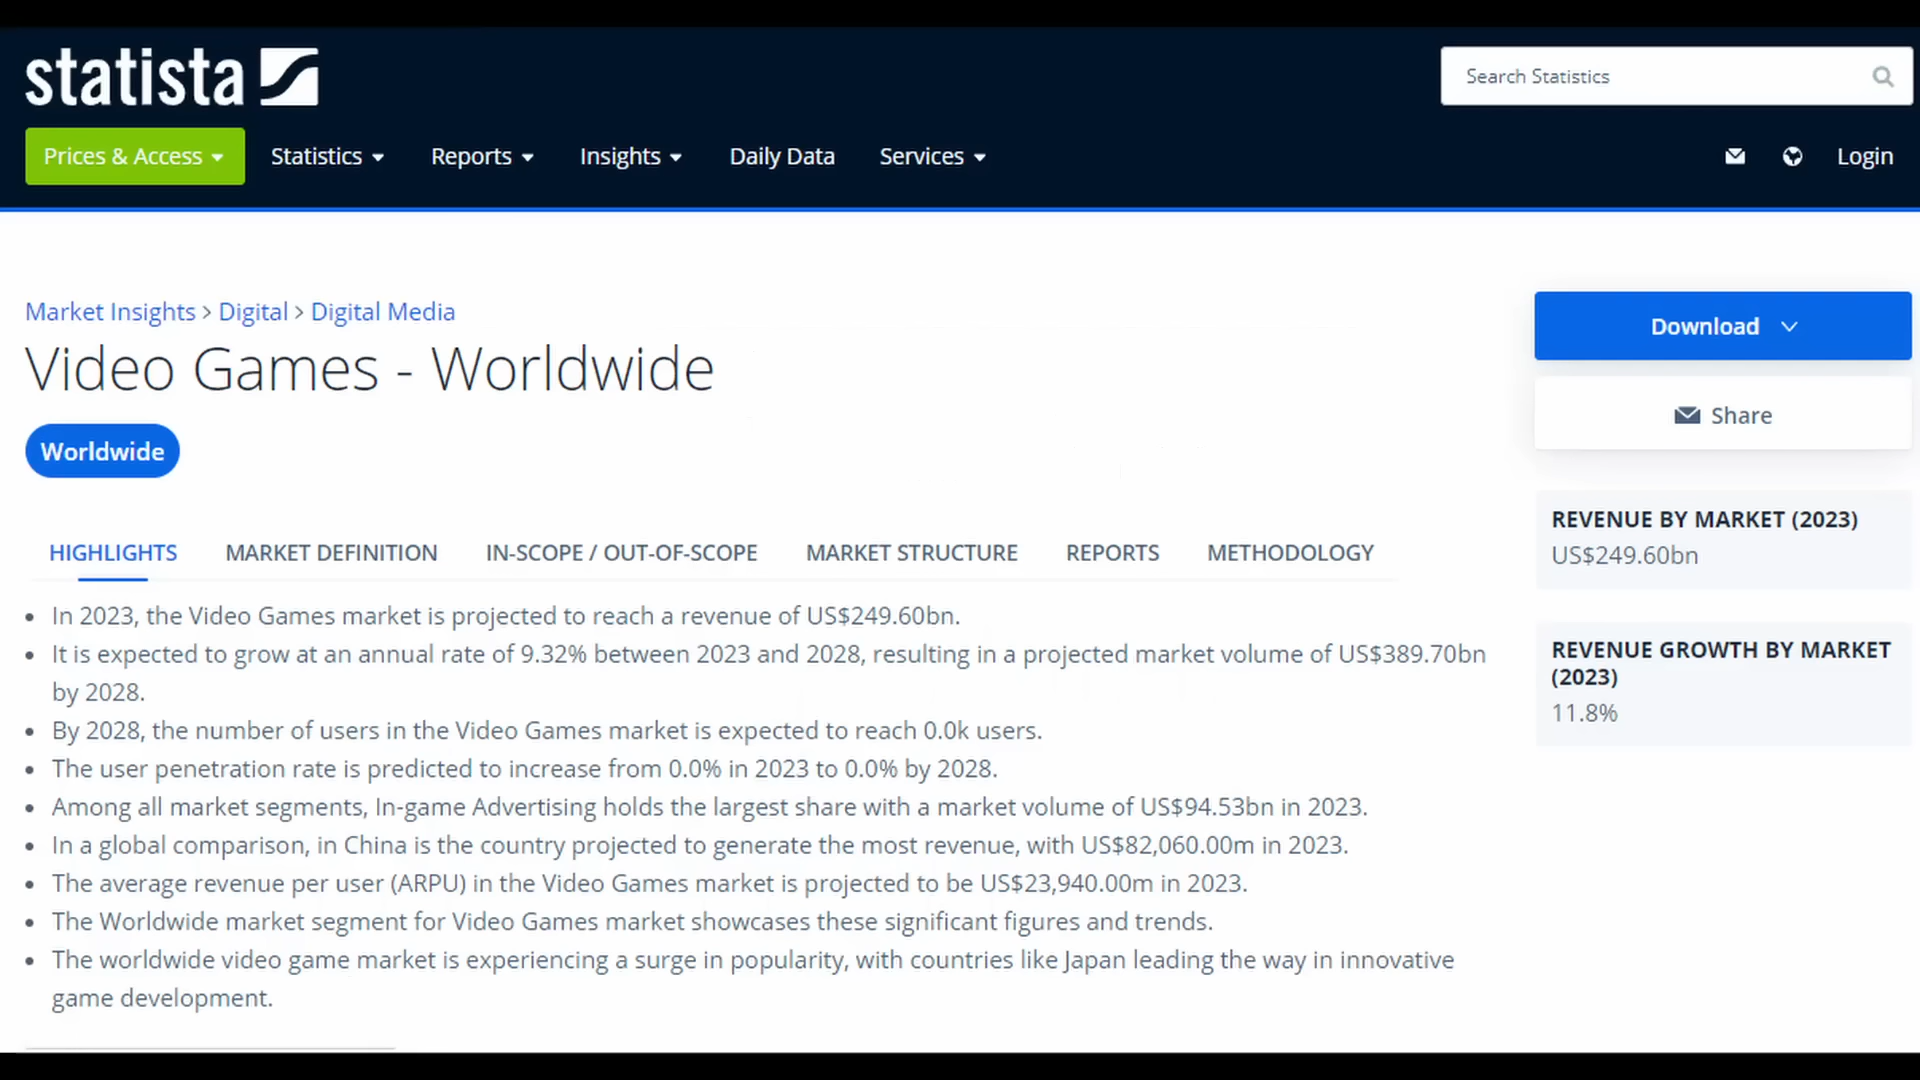 statista
Search Statistics
Prices & Access
Statistics
Reports
Insights
Daily Data
Services
Login
Market Insights > Digital > Digital Media
Video Games - Worldwide
Worldwide
Download
Share
REVENUE BY MARKET (2023)
US$249.60bn
REVENUE GROWTH BY MARKET
(2023)
11.8%
HIGHLIGHTS
MARKET DEFINITION
IN-SCOPE / OUT-OF-SCOPE
MARKET STRUCTURE
REPORTS
METHODOLOGY
• In 2023, the Video Games market is projected to reach a revenue of US$249.60bn.
• It is expected to grow at an annual rate of 9.32% between 2023 and 2028, resulting in a projected market volume of US$389.70bn
by 2028.
• By 2028, the number of users in the Video Games market is expected to reach 0.0k users.
• The user penetration rate is predicted to increase from 0.0% in 2023 to 0.0% by 2028.
• Among all market segments, In-game Advertising holds the largest share with a market volume of US$94.53bn in 2023.
• In a global comparison, in China is the country projected to generate the most revenue, with US$82,060.00m in 2023.
• The average revenue per user (ARPU) in the Video Games market is projected to be US$23,940.00m in 2023.
• The Worldwide market segment for Video Games market showcases these significant figures and trends.
• The worldwide video game market is experiencing a surge in popularity, with countries like Japan leading the way in innovative
game development.